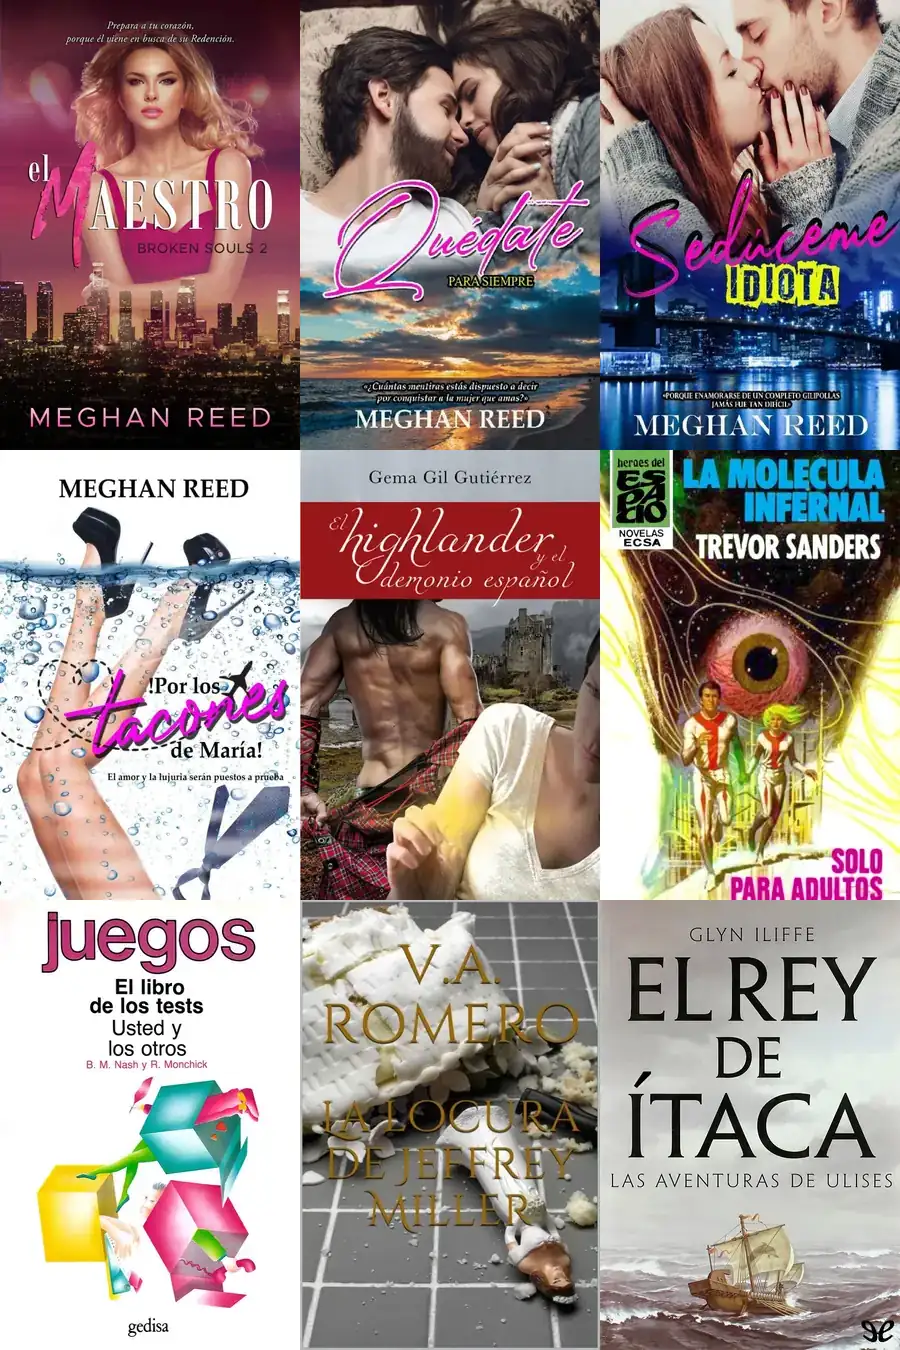 Prepara a tu corazón,
porque él viene en busca de su Redención.
el
MAESTRO
BROKEN SOULS 2
MEGHAN REED
Quédate
PARA SIEMPRE
«¿Cuántas mentiras estás dispuesto a decir
por conquistar a la mujer que amas?»
MEGHAN REED
Sedúceme
IDIOTA
«PORQUE ENAMORARSE DE UN COMPLETO GILIPOLLAS
JAMÁS FUE TAN DIFÍCIL»
MEGHAN REED
MEGHAN REED
!Por los
tacones
de María!
El amor y la lujuria serán puestos a prueba
Gema Gil Gutiérrez
El
highlander
y el
demonio español
heroes del
ESPACIO
NOVELAS
ECSA
LA MOLECULA
INFERNAL
TREVOR SANDERS
SOLO
PARA ADULTOS
juegos
El libro
de los tests
Usted y
los otros
B. M. Nash y R. Monchick
gedisa
V.A.
ROMERO
LA LOCURA
DE JEFFREY
MILLER
GLYN ILIFFE
EL REY
DE
ÍTACA
LAS AVENTURAS DE ULISES